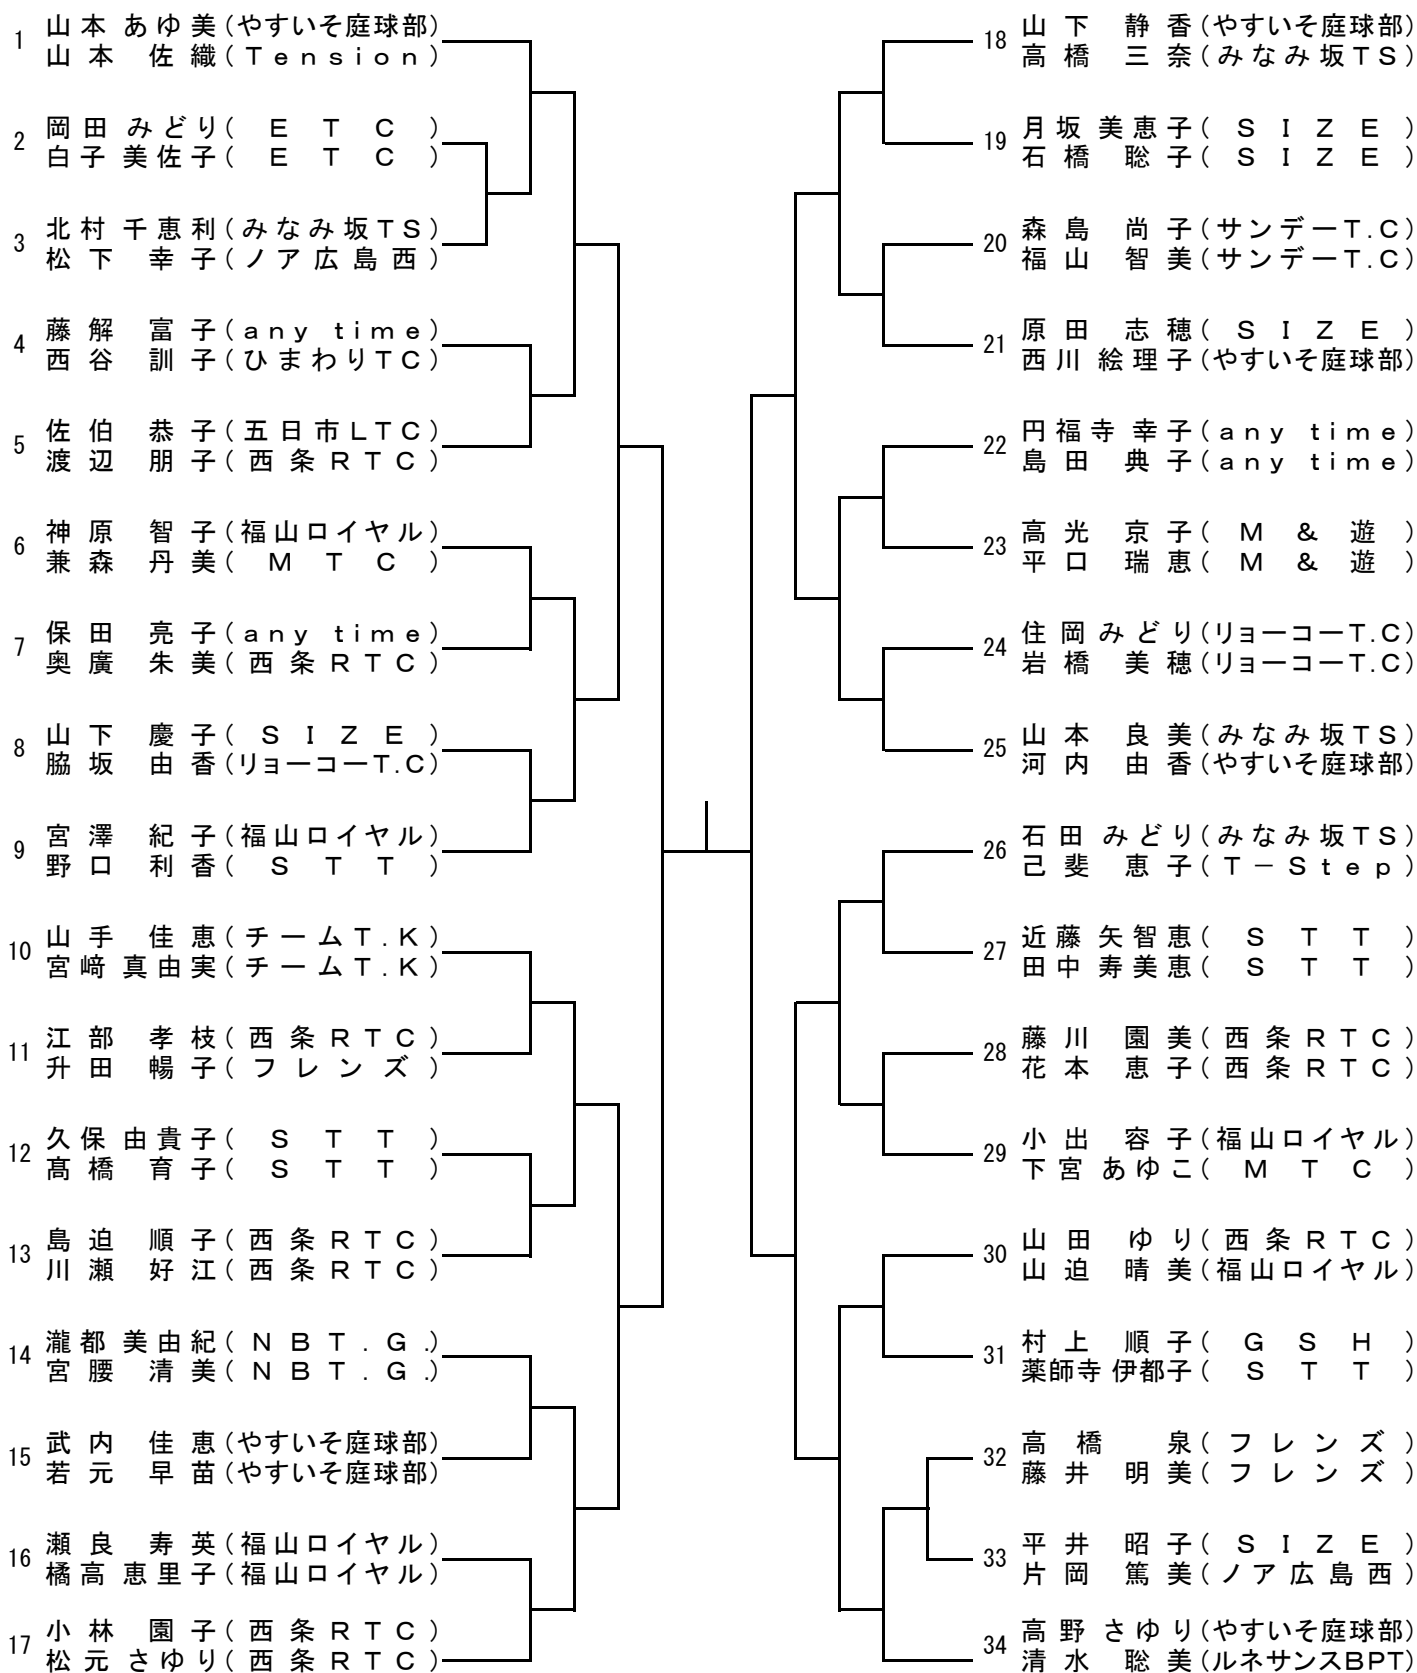 1 山本 あゆ美(やすいそ庭球部)
山本 佐織(Tension)
2 岡田 みどり(ETC)
白子 美佐子(ETC)
3 北村 千恵利(みなみ坂TS)
松下 幸子(ノア広島西)
4 藤解 富子(any time)
西谷 訓子(ひまわりTC)
5 佐伯 恭子(五日市LTC)
渡辺 朋子(西条RTC)
6 神原 智子(福山ロイヤル)
兼森 丹美(MTC)
7 保田 亮子(any time)
奥廣 朱美(西条RTC)
8 山下 慶子(SIZE)
脇坂 由香(リョーコーT.C)
9 宮澤 紀子(福山ロイヤル)
野口 利香(STT)
10 山手 佳恵(チームT.K)
宮﨑 真由実(チームT.K)
11 江部 孝枝(西条RTC)
升田 暢子(フレンズ)
12 久保 由貴子(STT)
髙橋 育子(STT)
13 島迫 順子(西条RTC)
川瀬 好江(西条RTC)
14 瀧都 美由紀(NBT.G.)
宮腰 清美(NBT.G.)
15 武内 佳恵(やすいそ庭球部)
若元 早苗(やすいそ庭球部)
16 瀬良 寿英(福山ロイヤル)
橘高 恵里子(福山ロイヤル)
17 小林 園子(西条RTC)
松元 さゆり(西条RTC)
18 山下 静香(やすいそ庭球部)
高橋 三奈(みなみ坂TS)
19 月坂 美恵子(SIZE)
石橋 聡子(SIZE)
20 森島 尚子(サンデーT.C)
福山 智美(サンデーT.C)
21 原田 志穂(SIZE)
西川 絵理子(やすいそ庭球部)
22 円福寺 幸子(any time)
島田 典子(any time)
23 高光 京子(M&遊)
平口 瑞恵(M&遊)
24 住岡 みどり(リョーコーT.C)
岩橋 美穂(リョーコーT.C)
25 山本 良美(みなみ坂TS)
河内 由香(やすいそ庭球部)
26 石田 みどり(みなみ坂TS)
己斐 恵子(T－Step)
27 近藤 矢智恵(STT)
田中 寿美恵(STT)
28 藤川 園美(西条RTC)
花本 恵子(西条RTC)
29 小出 容子(福山ロイヤル)
下宮 あゆこ(MTC)
30 山田 ゆり(西条RTC)
山迫 晴美(福山ロイヤル)
31 村上 順子(GSH)
薬師寺 伊都子(STT)
32 高橋 泉(フレンズ)
藤井 明美(フレンズ)
33 平井 昭子(SIZE)
片岡 篤美(ノア広島西)
34 高野 さゆり(やすいそ庭球部)
清水 聡美(ルネサンスBPT)